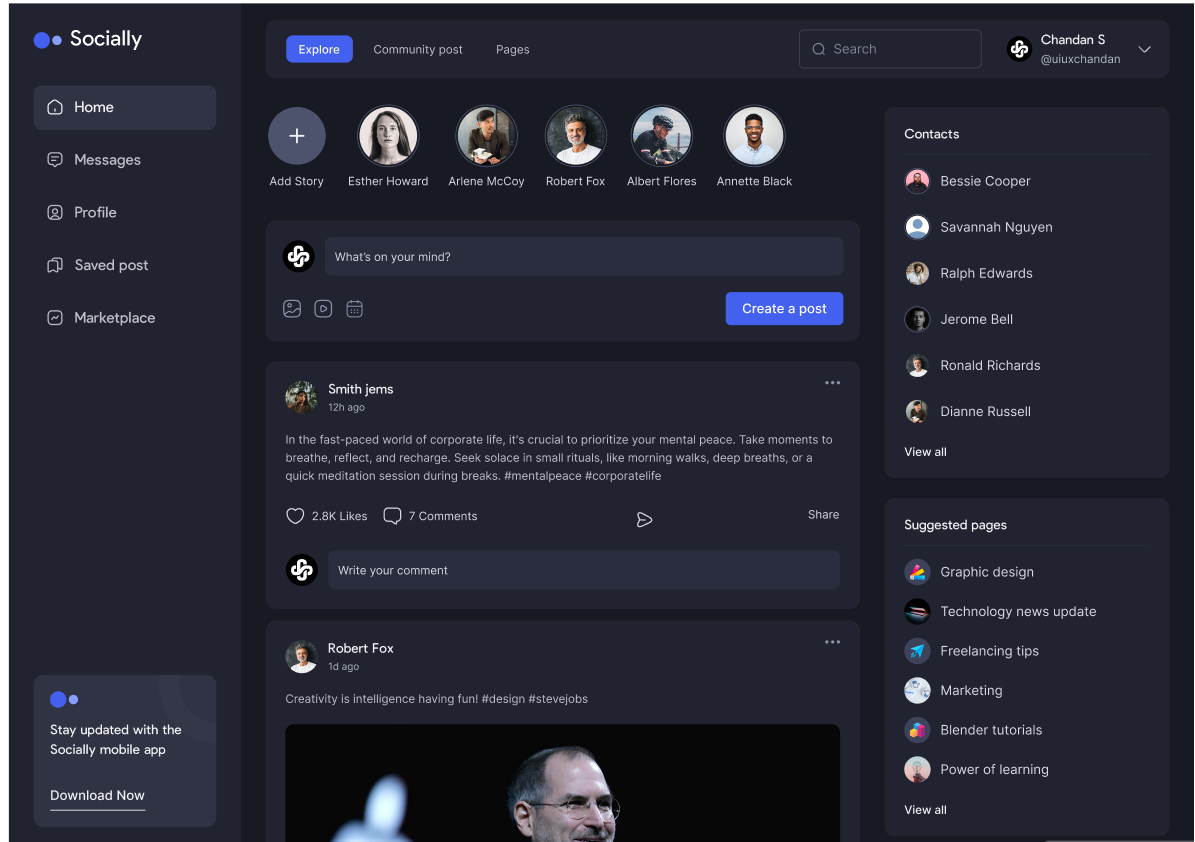 Socially
Home
Messages
Profile
Saved post
Marketplace
Stay updated with the
Socially mobile app
Download Now
Explore
Community post
Pages
Search
Chandan S
@uiuxchandan
Add Story
Esther Howard
Arlene McCoy
Robert Fox
Albert Flores
Annette Black
What's on your mind?
Create a post
Smith jems
12h ago
In the fast-paced world of corporate life, it's crucial to prioritize your mental peace. Take moments to
breathe, reflect, and recharge. Seek solace in small rituals, like morning walks, deep breaths, or a
quick meditation session during breaks. #mentalpeace #corporatelife
2.8K Likes
7 Comments
Share
Write your comment
Robert Fox
1d ago
Creativity is intelligence having fun! #design #stevejobs
Contacts
Bessie Cooper
Savannah Nguyen
Ralph Edwards
Jerome Bell
Ronald Richards
Dianne Russell
View all
Suggested pages
Graphic design
Technology news update
Freelancing tips
Marketing
Blender tutorials
Power of learning
View all